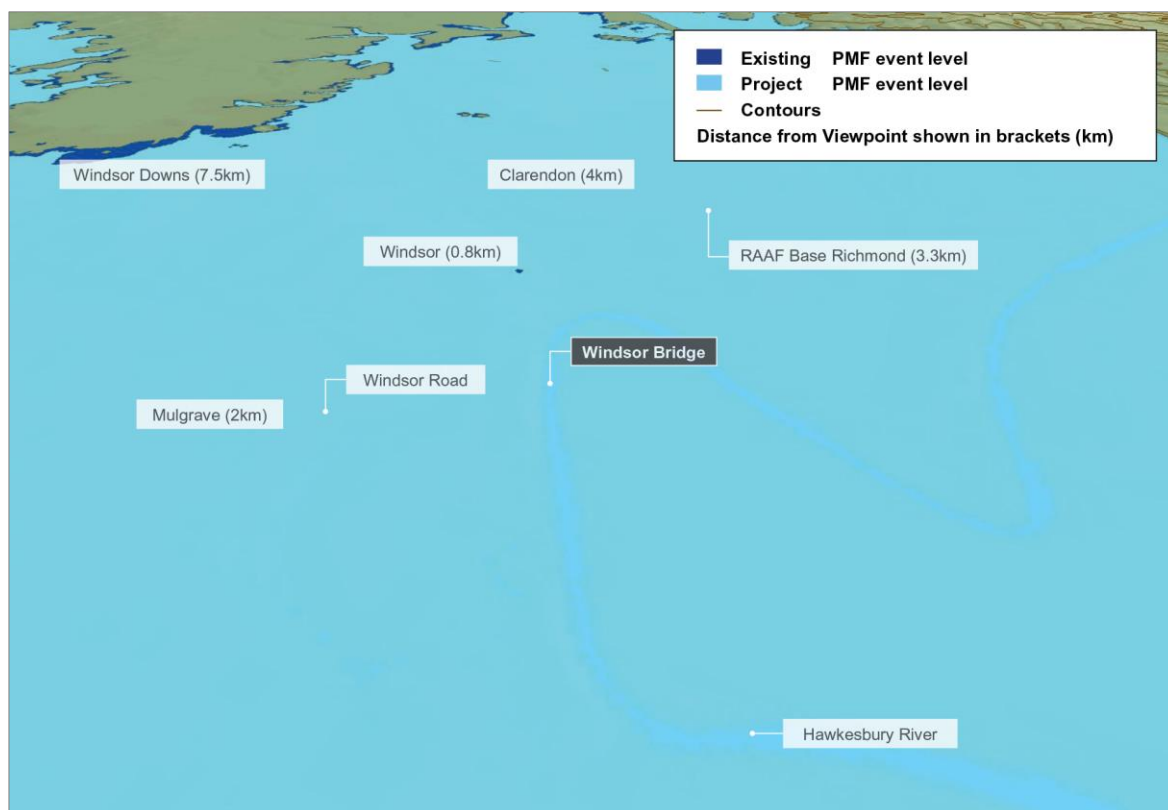 Existing PMF event level
Project PMF event level
Contours
Distance from Viewpoint shown in brackets (km)
Windsor Downs (7.5km)
Clarendon (4km)
Windsor (0.8km)
RAAF Base Richmond (3.3km)
Windsor Bridge
Windsor Road
Mulgrave (2km)
Hawkesbury River